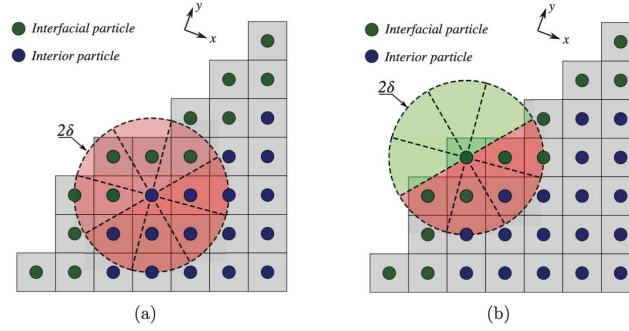 y
x
Interfacial particle
Interior particle
2δ
(a)
y
x
Interfacial particle
Interior particle
2δ
(b)